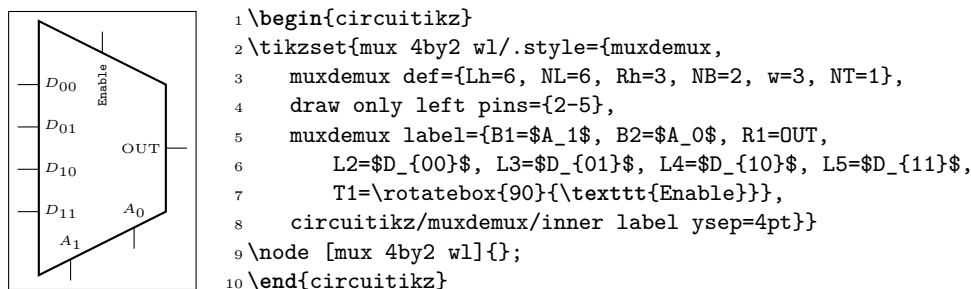 D00
D01
D10
D11
Enable
OUT
A0
A1
1 \begin{circuitikz}
2 \tikzset{mux 4by2 wl/.style={muxdemux,
3 muxdemux def={Lh=6, NL=6, Rh=3, NB=2, w=3, NT=1},
4 draw only left pins={2-5},
5 muxdemux label={B1=$A_1$, B2=$A_0$, R1=OUT,
6 L2=$D_{00}$, L3=$D_{01}$, L4=$D_{10}$, L5=$D_{11}$,
7 T1=\rotatebox{90}{\texttt{Enable}}},
8 circuitikz/muxdemux/inner label ysep=4pt}}
9 \node [mux 4by2 wl]{};
10 \end{circuitikz}